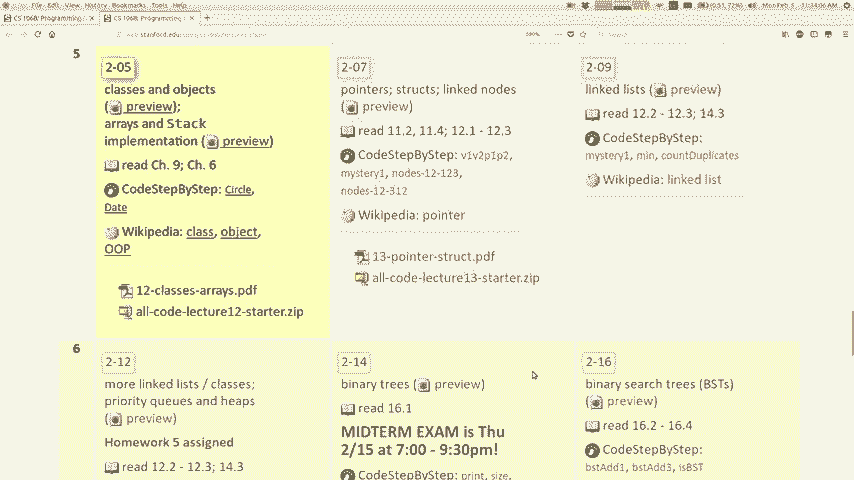 File Edit View History Bookmarks Tools Help
CS 106B: Programming
CS 106B: Programming
5
2-05
classes and objects
(preview);
arrays and Stack
implementation (preview)
read Ch. 9; Ch. 6
CodeStepByStep: Circle,
Date
Wikipedia: class, object,
OOP
12-classes-arrays.pdf
all-code-lecture12-starter.zip
2-07
pointers; structs; linked nodes
(preview)
read 11.2, 11.4; 12.1 - 12.3
CodeStepByStep: v1v2p1p2,
mystery1, nodes-12-123,
nodes-12-312
Wikipedia: pointer
13-pointer-struct.pdf
all-code-lecture13-starter.zip
2-09
linked lists (preview)
read 12.2 - 12.3; 14.3
CodeStepByStep:
mystery1, min, countDuplicates
Wikipedia: linked list
6
2-12
more linked lists / classes;
priority queues and heaps
(preview)
Homework 5 assigned
read 12.2 - 12.3; 14.3
2-14
binary trees (preview)
read 16.1
MIDTERM EXAM is Thu
2/15 at 7:00 - 9:30pm!
CodeStepByStep: print, size,
2-16
binary search trees (BSTs)
(preview)
read 16.2 - 16.4
CodeStepByStep:
bstAdd1, bstAdd3, isBST